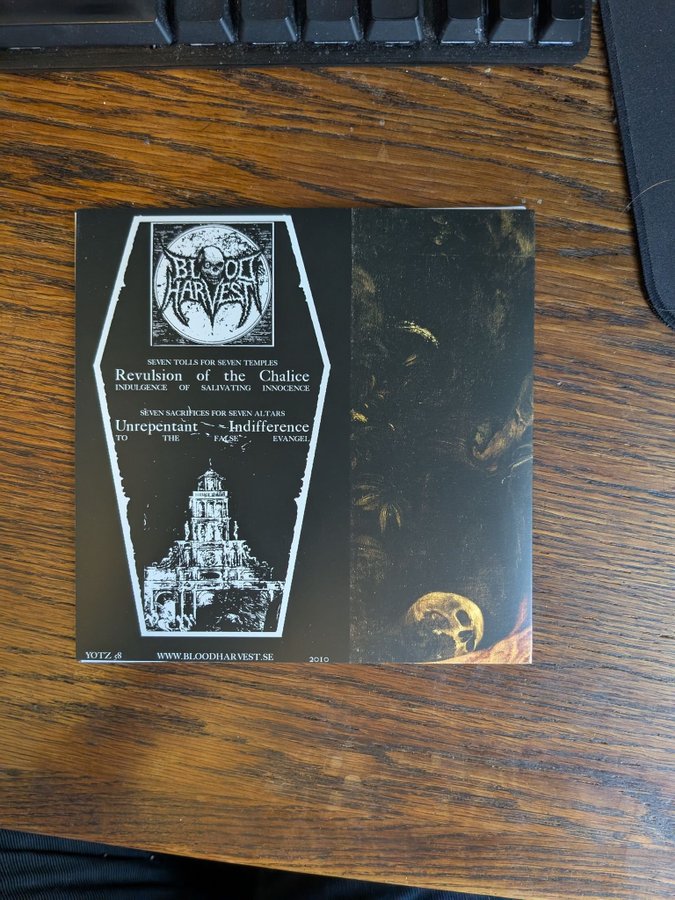 BLOOD
HARVEST
SEVEN TOLLS FOR SEVEN TEMPLES
Revulsion of the Chalice
INDULGENCE OF SALIVATING INNOCENCE
SEVEN SACRIFICES FOR SEVEN ALTARS
Unrepentant Indifference
TO THE FALSE EVANGEL
YOTZ 58 WWW.BLOODHARVEST.SE 2010